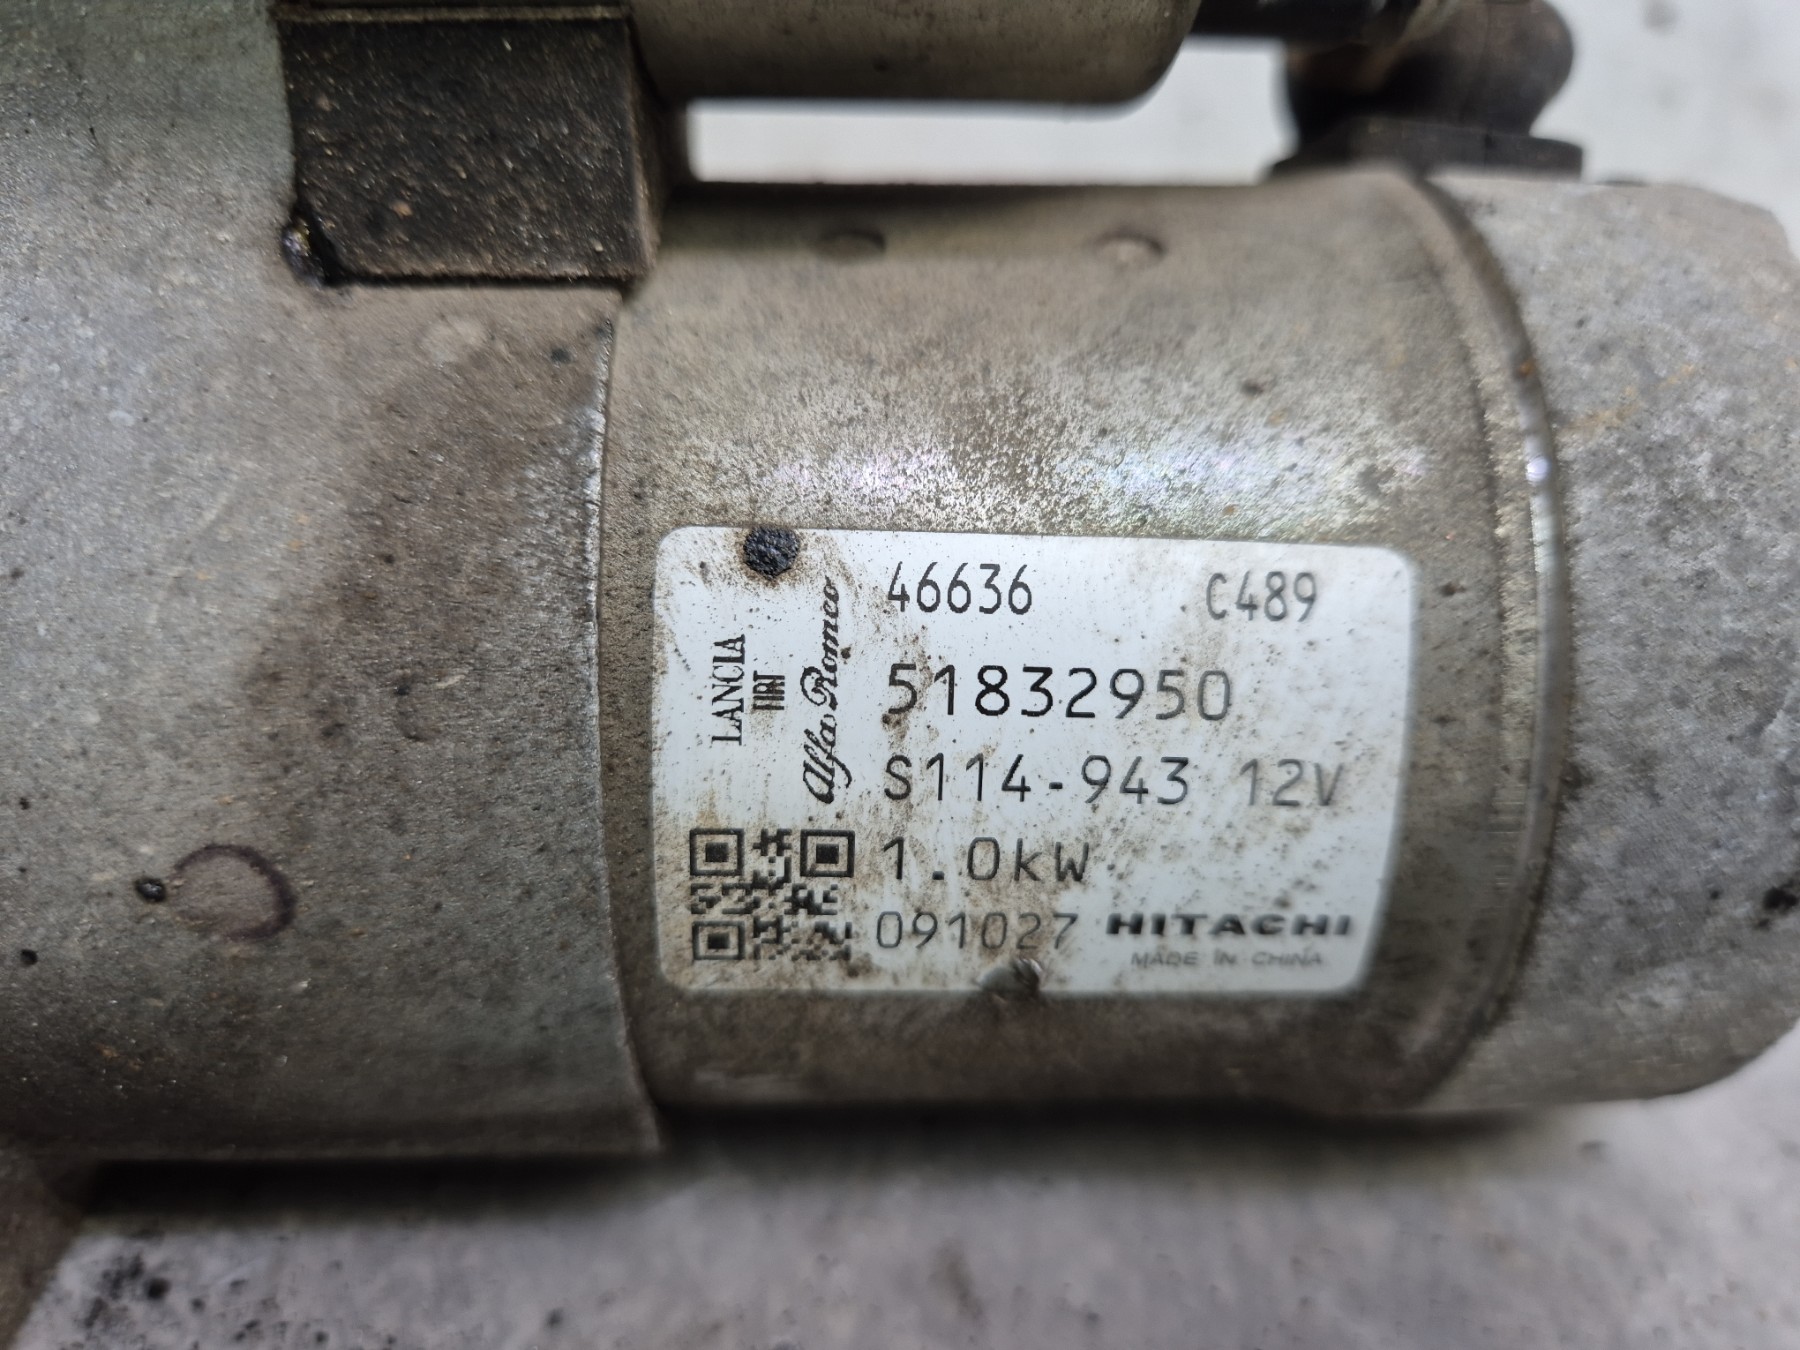 46636 C489
LANCIA
FIAT
Alfa Romeo
51832950
S114-943 12V
1.0kW
091027 HITACHI
MADE IN CHINA